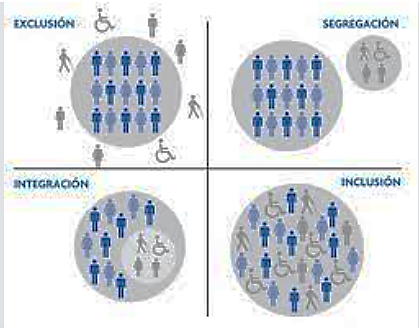 EXCLUSIÓN
SEGREGACIÓN
INTEGRACIÓN
INCLUSIÓN